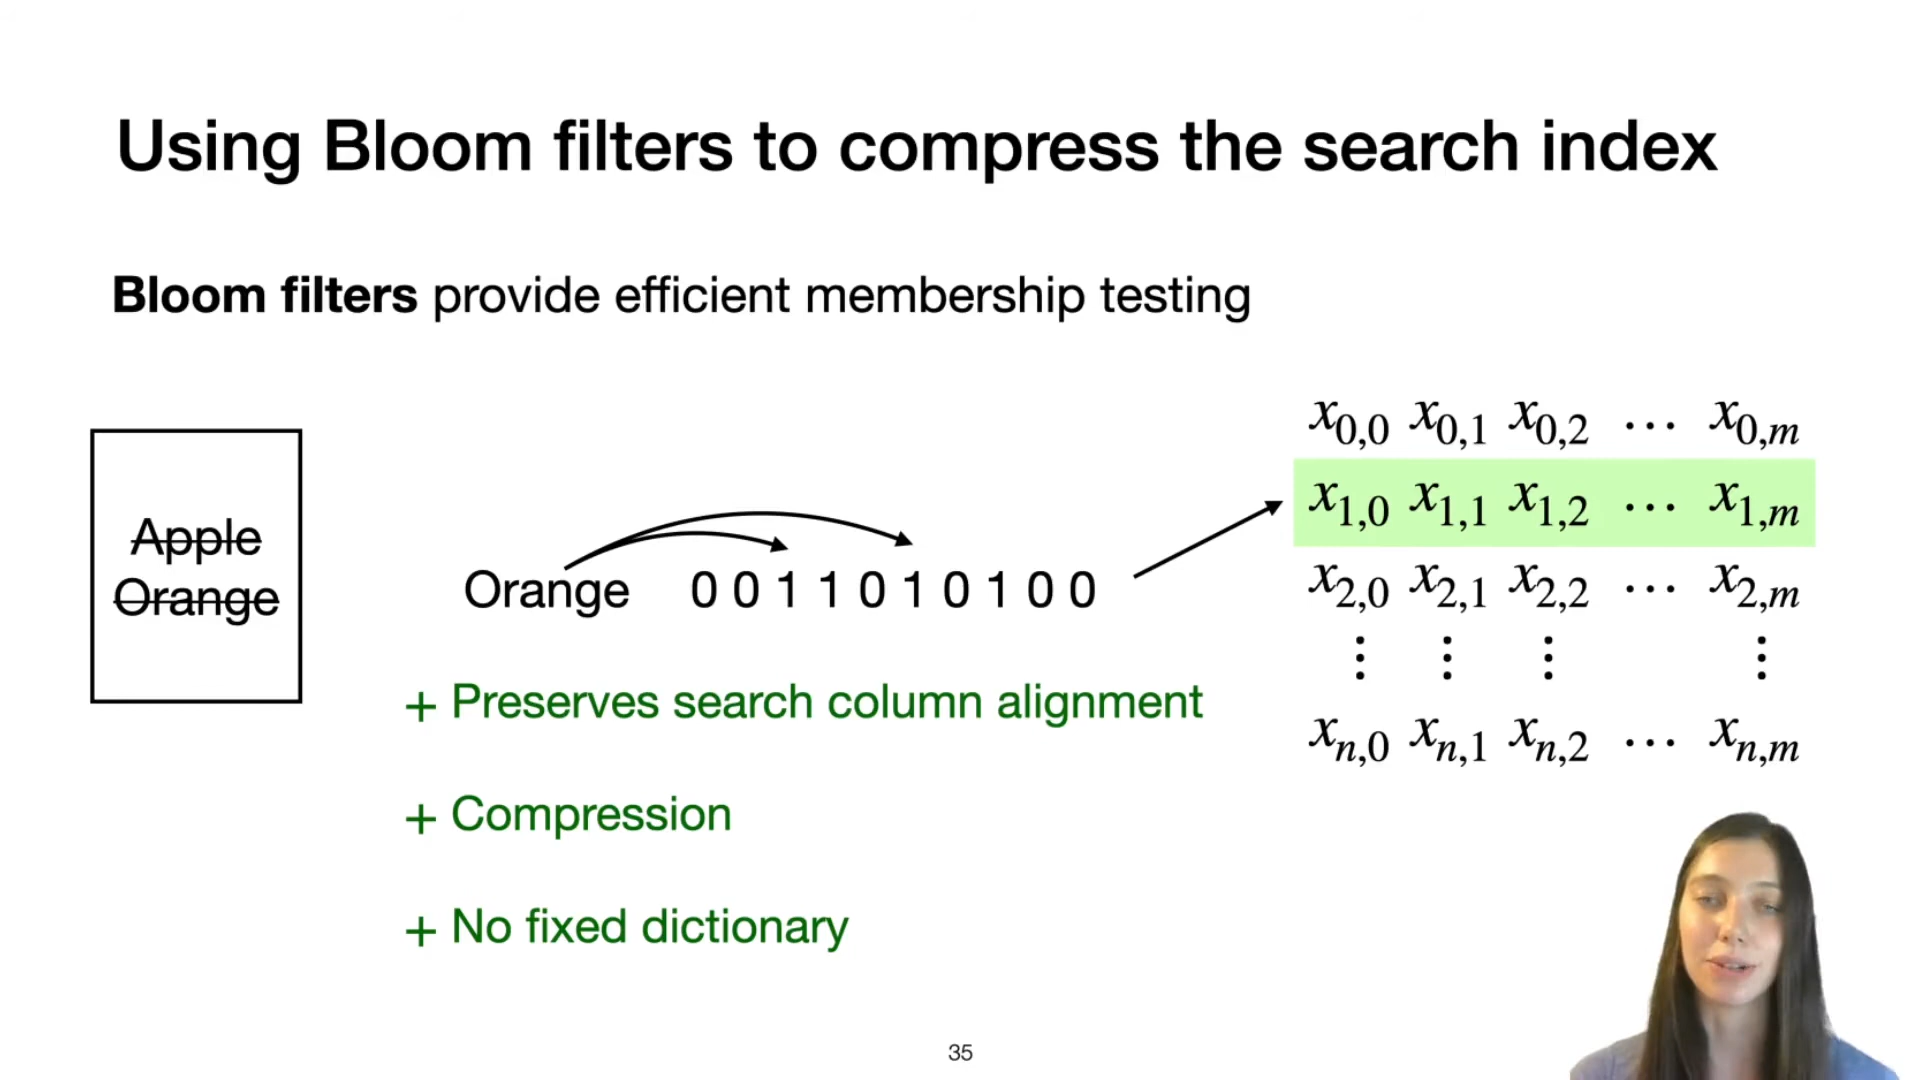 Using Bloom filters to compress the search index
Bloom filters provide efficient membership testing
Apple
Orange
Orange 0 0 1 1 0 1 0 1 0 0
+ Preserves search column alignment
+ Compression
+ No fixed dictionary
x0,0 x0,1 x0,2 … x0,m
x1,0 x1,1 x1,2 … x1,m
x2,0 x2,1 x2,2 … x2,m
⋮ ⋮ ⋮ ⋮
xn,0 xn,1 xn,2 … xn,m
35